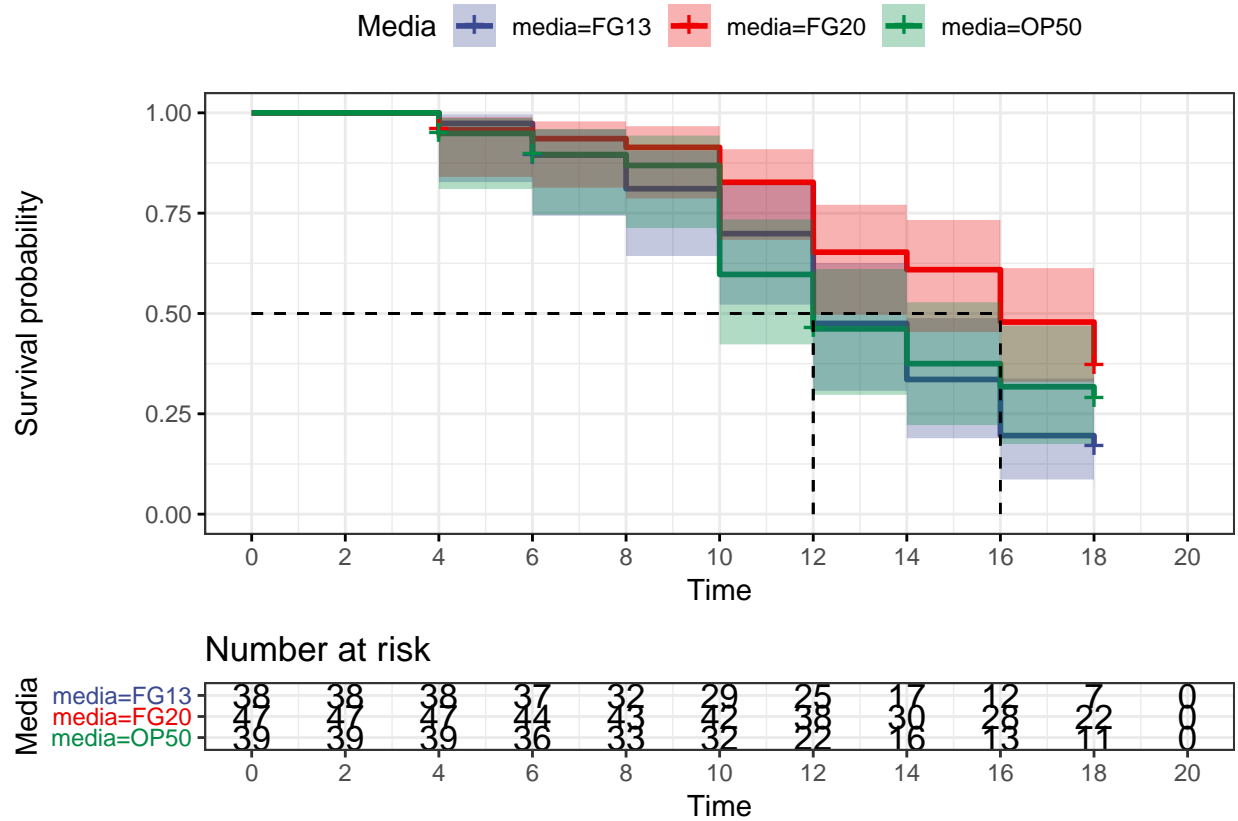 Media media=FG13 media=FG20 media=OP50
Survival probability
1.00
0.75
0.50
0.25
0.00
0 2 4 6 8 10 12 14 16 18 20
Time
Number at risk
Media
media=FG13 38 38 38 37 32 29 25 17 12 7 0
media=FG20 47 47 47 44 43 42 38 30 28 22 0
media=OP50 39 39 39 36 33 32 22 16 13 11 0
0 2 4 6 8 10 12 14 16 18 20
Time